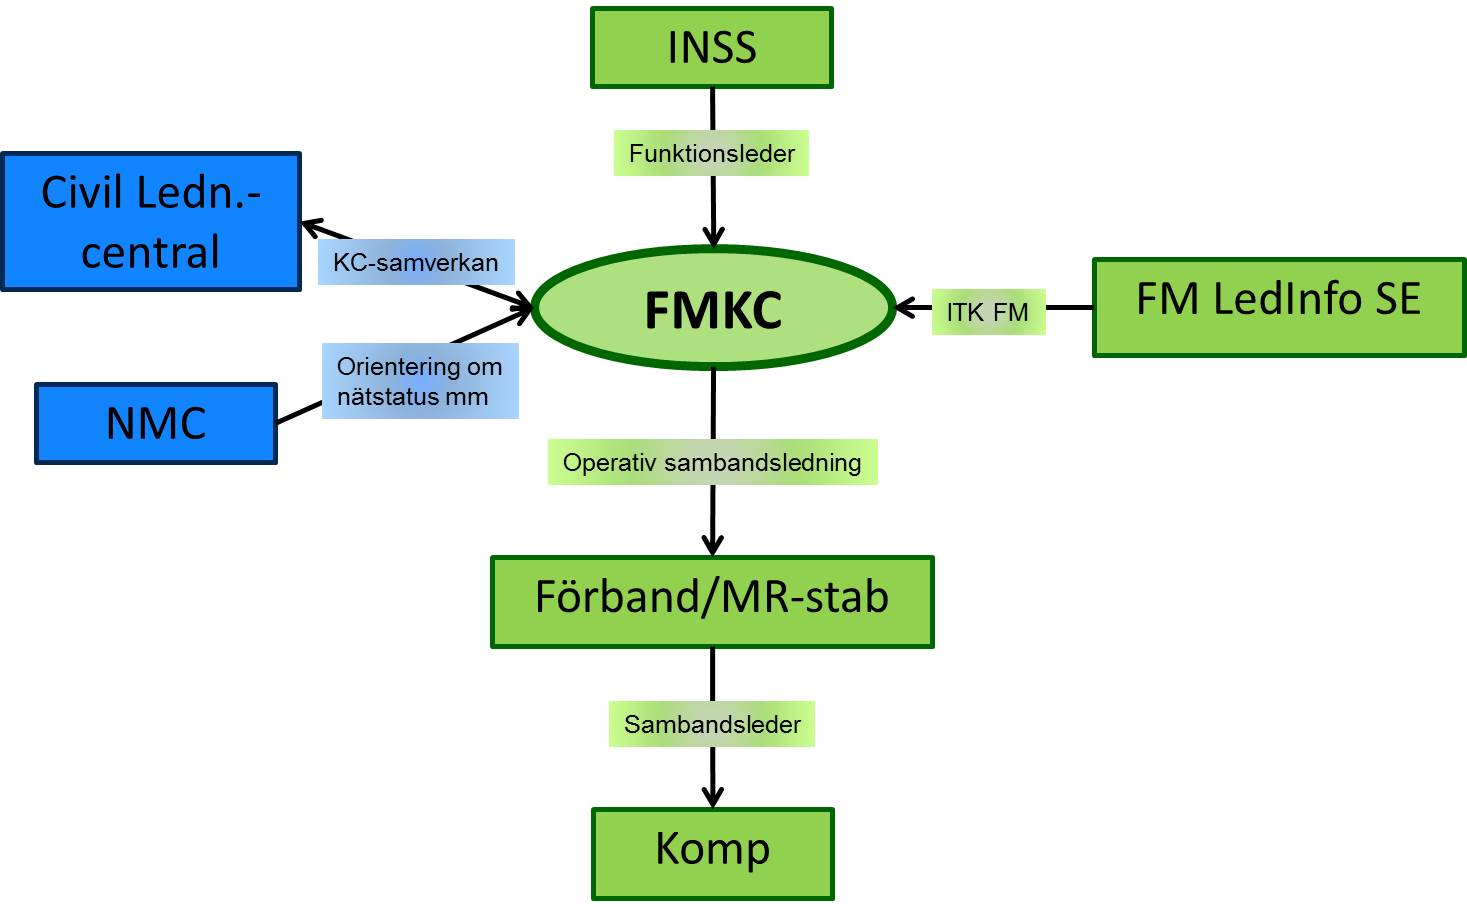 INSS
Funktionsleder
Civil Ledn.-
central
KC-samverkan
FMKC
ITK FM
FM LedInfo SE
Orientering om
nätstatus mm
NMC
Operativ sambandsledning
Förband/MR-stab
Sambandsleder
Komp